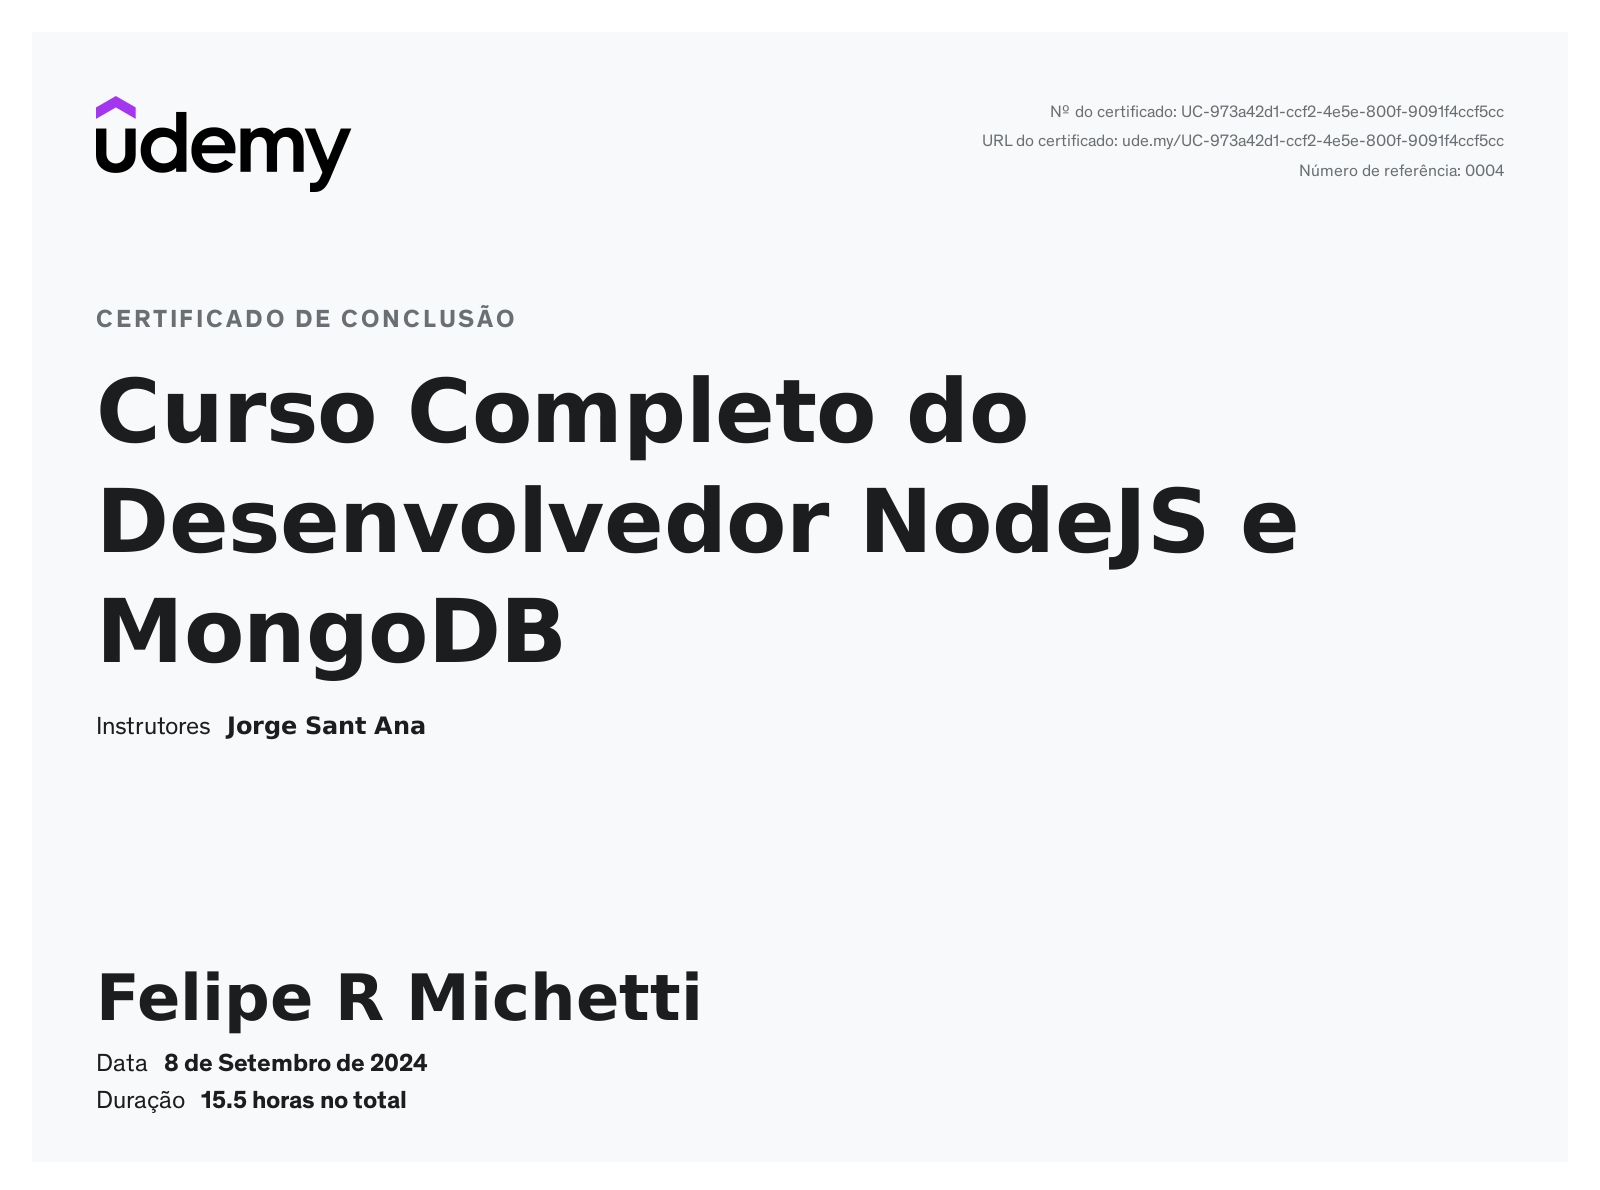 udemy
Nº do certificado: UC-973a42d1-ccf2-4e5e-800f-9091f4ccf5cc
URL do certificado: ude.my/UC-973a42d1-ccf2-4e5e-800f-9091f4ccf5cc
Número de referência: 0004
CERTIFICADO DE CONCLUSÃO
Curso Completo do
Desenvolvedor NodeJS e
MongoDB
Instrutores Jorge Sant Ana
Felipe R Michetti
Data 8 de Setembro de 2024
Duração 15.5 horas no total